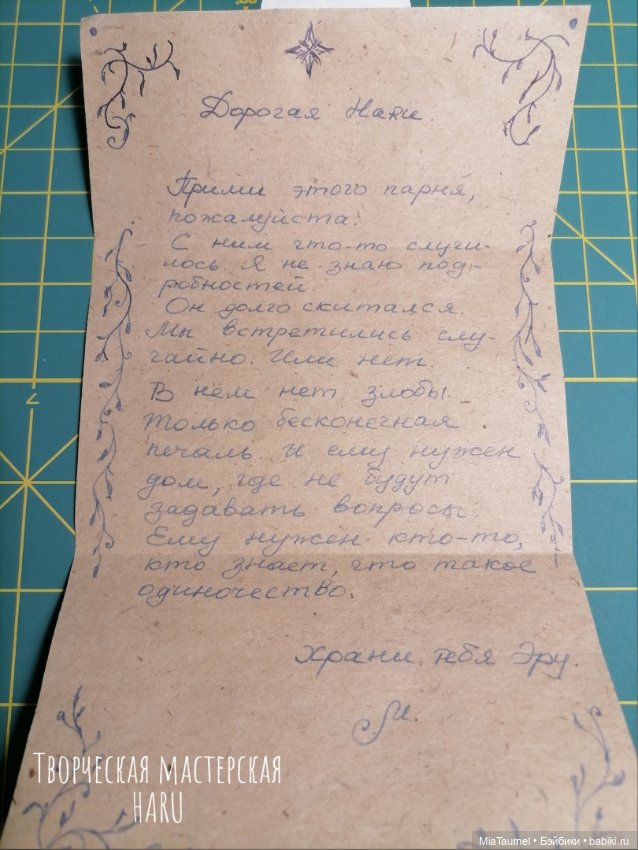 Дорогая Наки.
Прими этого парня,
пожалуйста.
С ним что-то случи-
лось. Я не знаю под-
робностей.
Он долго скитался.
Мы встретились слу-
чайно. Или нет.
В нём нет злобы.
Только бесконечная
печаль. И ему нужен
дом, где не будут
задавать вопросы.
Ему нужен кто-то,
кто знает, что такое
одиночество.
Храни тебя Эру.
М.
Творческая мастерская
HARU
MiaTaumel • Бэйбики • babiki.ru